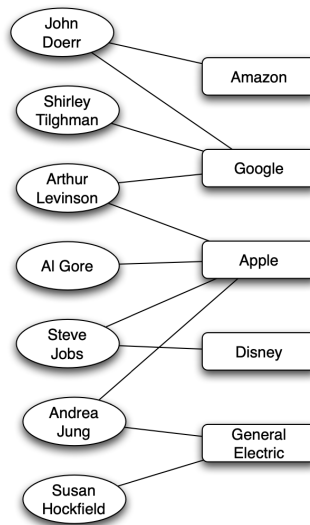 John
Doerr
Amazon
Shirley
Tilghman
Google
Arthur
Levinson
Apple
Al Gore
Steve
Jobs
Disney
Andrea
Jung
General
Electric
Susan
Hockfield